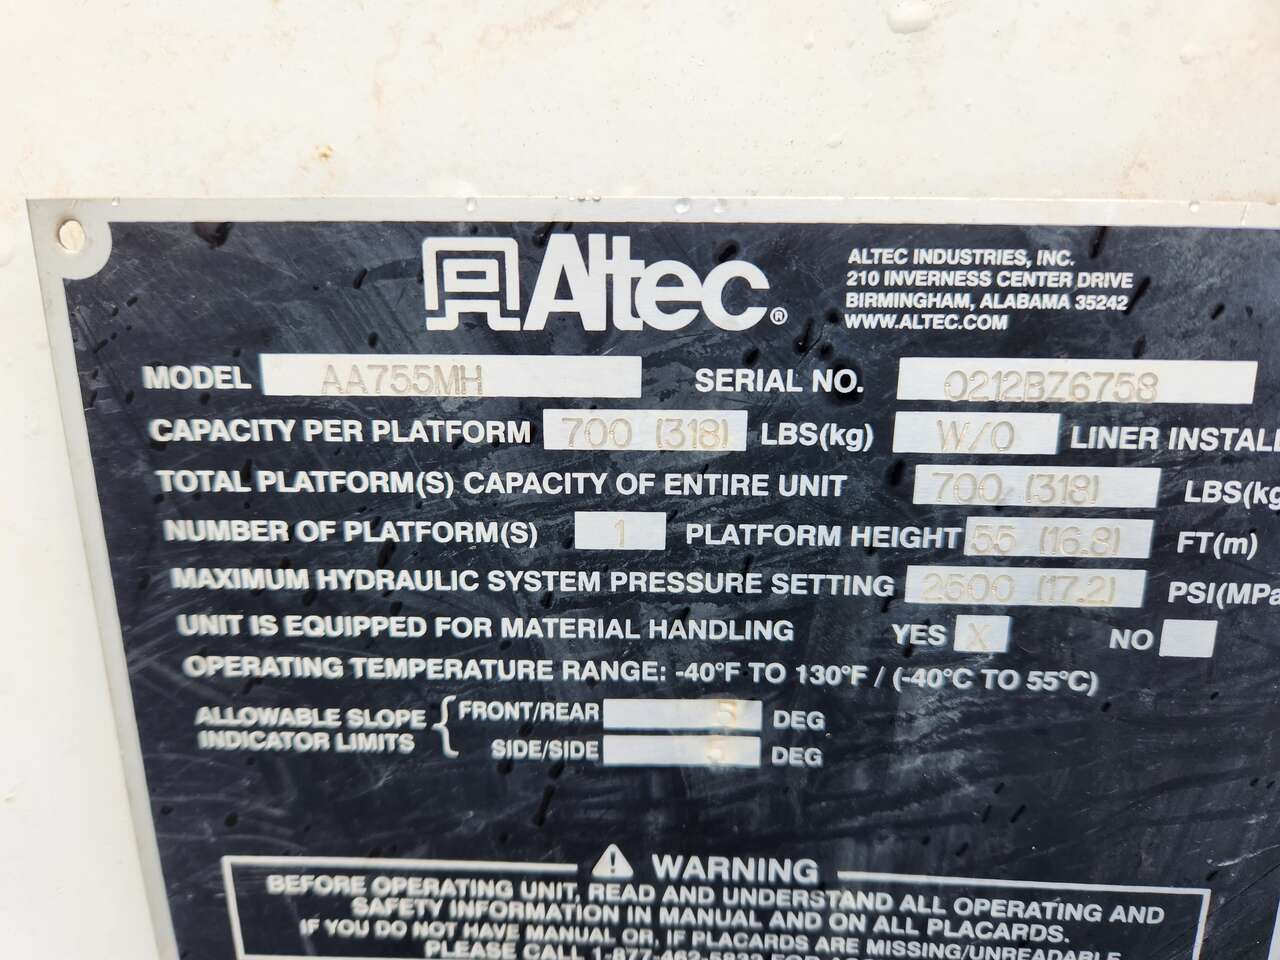 Altec®
ALTEC INDUSTRIES, INC.
210 INVERNESS CENTER DRIVE
BIRMINGHAM, ALABAMA 35242
WWW.ALTEC.COM
MODEL AA755MH SERIAL NO. 0212BZ6758
CAPACITY PER PLATFORM 700 (318) LBS(kg) W/O LINER INSTALL
TOTAL PLATFORM(S) CAPACITY OF ENTIRE UNIT 700 (318) LBS(kg
NUMBER OF PLATFORM(S) 1 PLATFORM HEIGHT 55 (16.8) FT(m)
MAXIMUM HYDRAULIC SYSTEM PRESSURE SETTING 2500 (17.2) PSI(MPa
UNIT IS EQUIPPED FOR MATERIAL HANDLING YES X NO
OPERATING TEMPERATURE RANGE: -40°F TO 130°F / (-40°C TO 55°C)
ALLOWABLE SLOPE INDICATOR LIMITS
FRONT/REAR 5 DEG
SIDE/SIDE 5 DEG
WARNING
BEFORE OPERATING UNIT, READ AND UNDERSTAND ALL OPERATING AND
SAFETY INFORMATION IN MANUAL AND ON ALL PLACARDS.
IF YOU DO NOT HAVE MANUAL OR, IF PLACARDS ARE MISSING/UNREADABLE
PLEASE CALL 1-877-462-5832 FOR